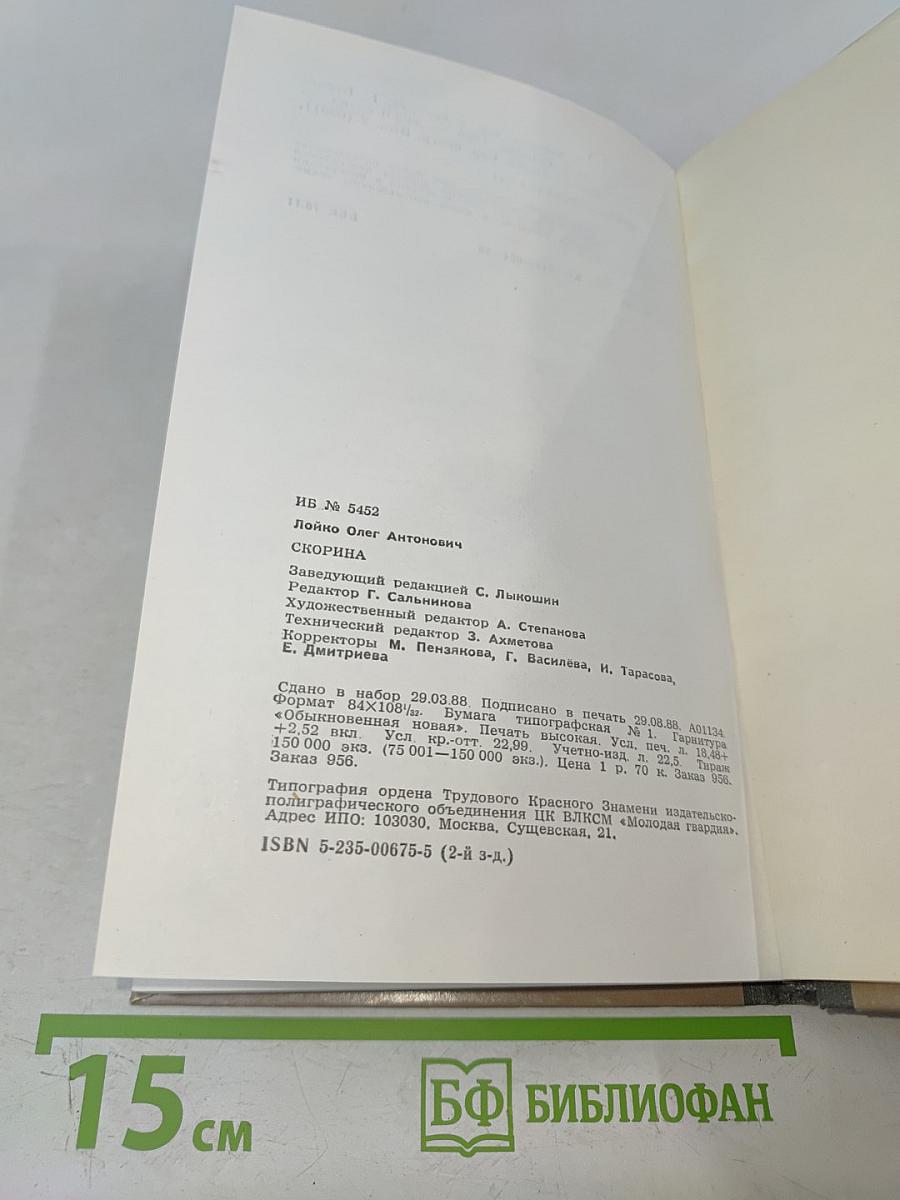 ББК 78.11
ИБ № 5452
Лойко Олег Антонович
СКОРИНА
Заведующий редакцией С. Лыкошин
Редактор Г. Сальникова
Художественный редактор А. Степанова
Технический редактор З. Ахметова
Корректоры М. Пензякова, Г. Василёва, И. Тарасова,
Е. Дмитриева
Сдано в набор 29.03.88. Подписано в печать 29.08.88. А01134.
Формат 84×108¹/₃₂. Бумага типографская № 1. Гарнитура
«Обыкновенная новая». Печать высокая. Усл. печ. л. 18,48+
+2,52 вкл. Усл. кр.-отт. 22,99. Учетно-изд. л. 22,5. Тираж
150 000 экз. (75 001—150 000 экз.). Цена 1 р. 70 к. Заказ 956.
Заказ 956.
Типография ордена Трудового Красного Знамени издательско-
полиграфического объединения ЦК ВЛКСМ «Молодая гвардия».
Адрес ИПО: 103030, Москва, Сущевская, 21.
ISBN 5-235-00675-5 (2-й з-д.)
15 см
БФ БИБЛИОФАН